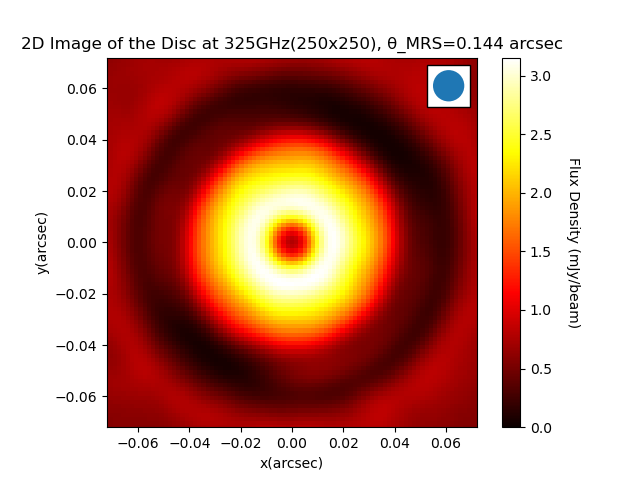 2D Image of the Disc at 325GHz(250x250), θ_MRS=0.144 arcsec
0.06
0.04
0.02
0.00
−0.02
−0.04
−0.06
y(arcsec)
−0.06 −0.04 −0.02 0.00 0.02 0.04 0.06
x(arcsec)
3.0
2.5
2.0
1.5
1.0
0.5
0.0
Flux Density (mJy/beam)